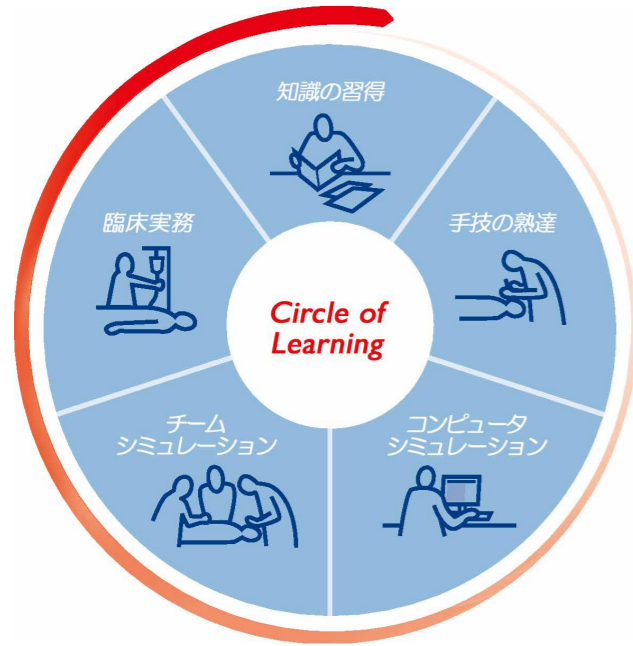 知識の習得
手技の熟達
コンピュータ
シミュレーション
チーム
シミュレーション
臨床実務
Circle of
Learning